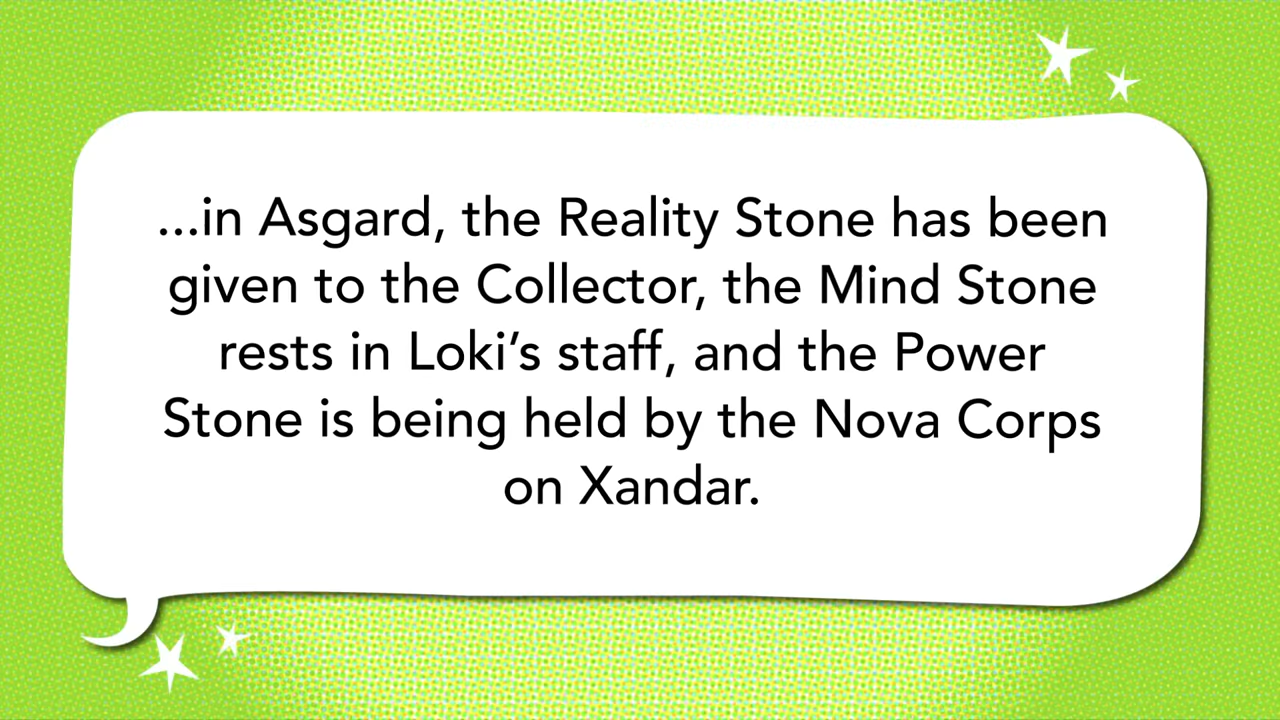 ...in Asgard, the Reality Stone has been
given to the Collector, the Mind Stone
rests in Loki’s staff, and the Power
Stone is being held by the Nova Corps
on Xandar.